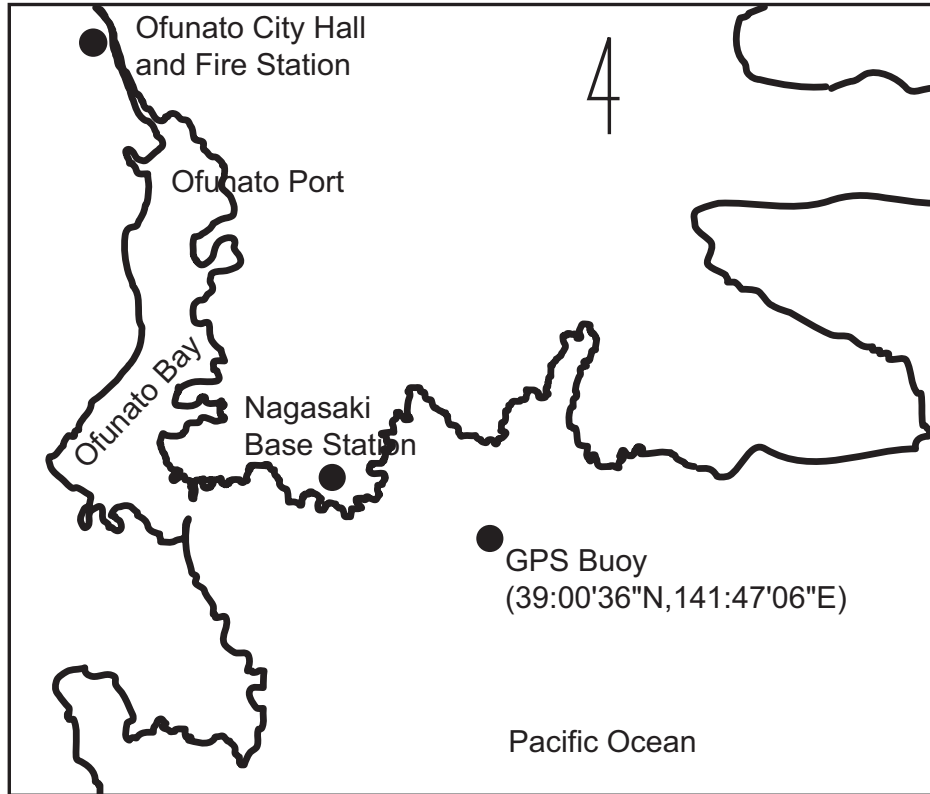 Ofunato City Hall
and Fire Station
Ofunato Port
Ofunato Bay
Nagasaki
Base Station
GPS Buoy
(39:00'36"N,141:47'06"E)
Pacific Ocean